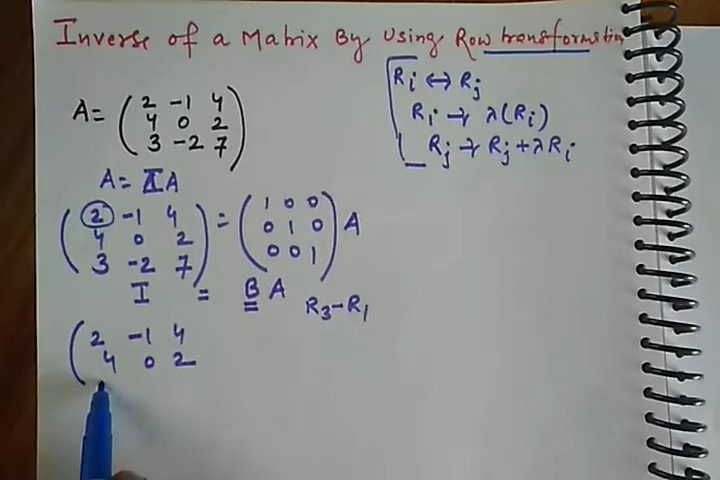 Inverse of a Matrix By Using Row transformation
Ri ↔ Rj
Ri → λ(Ri)
Rj → Rj + λRi
A = ( 2 -1 4
4 0 2
3 -2 7 )
A = IA
( 2 -1 4
4 0 2
3 -2 7 ) = ( 1 0 0
0 1 0
0 0 1 ) A
I = B A
R3 - R1
( 2 -1 4
4 0 2